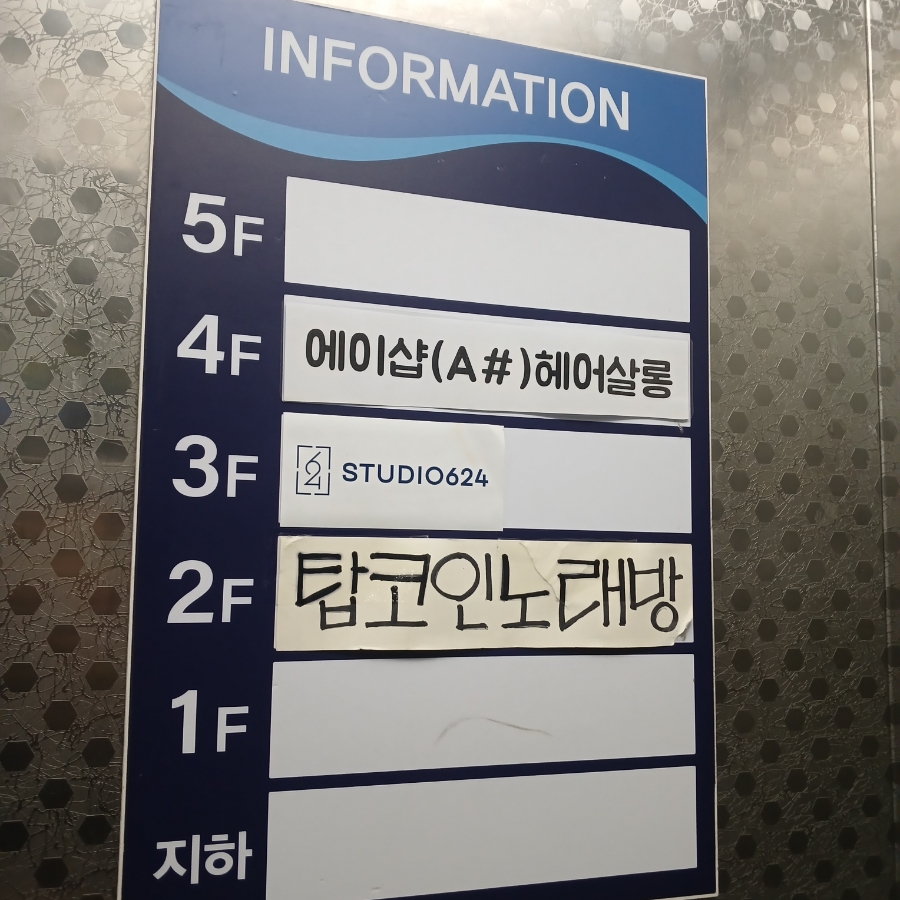 INFORMATION
5F
4F 에이샵(A#)헤어살롱
3F 624 STUDIO624
2F 탑코인노래방
1F
지하